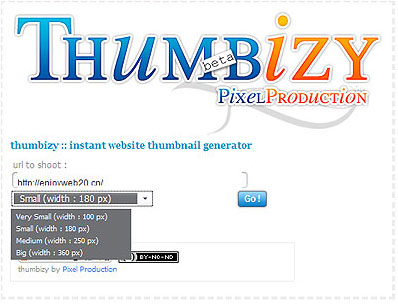 THUMBIZY
beta
PIXELPRODUCTION
thumbizy :: instant website thumbnail generator
url to shoot :
http://enjoyweb20.cn/
Small (width : 180 px)
Go !
Very Small (width : 100 px)
Small (width : 180 px)
Medium (width : 250 px)
Big (width : 360 px)
BY-NO-NO
thumbizy by Pixel Production